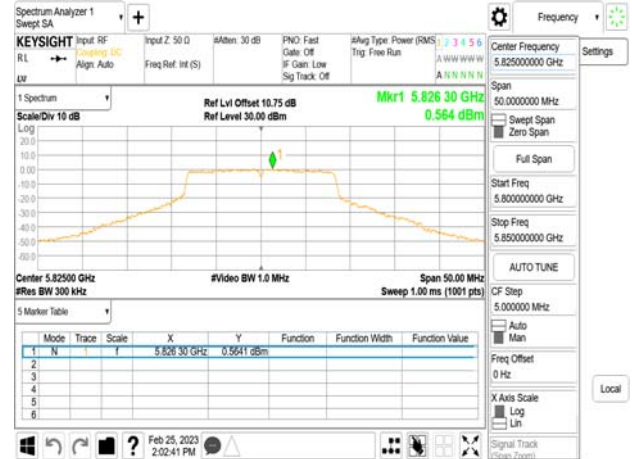 Spectrum Analyzer 1
Swept SA
+
Frequency
KEYSIGHT
Input: RF
Input Z: 50 Ω
#Atten: 30 dB
PNO: Fast
#Avg Type: Power (RMS
1 2 3 4 5 6
RL
Coupling: DC
Gate: Off
Trig: Free Run
A W W W W W
Align: Auto
Freq Ref: Int (S)
IF Gain: Low
Sig Track: Off
A N N N N N
Center Frequency
5.825000000 GHz
Settings
Span
50.0000000 MHz
Swept Span
Zero Span
Full Span
Start Freq
5.800000000 GHz
Stop Freq
5.850000000 GHz
AUTO TUNE
CF Step
5.000000 MHz
Auto
Man
Freq Offset
0 Hz
X Axis Scale
Log
Lin
Signal Track
(Span Zoom)
Local
1 Spectrum
Scale/Div 10 dB
Ref Lvl Offset 10.75 dB
Ref Level 30.00 dBm
Mkr1 5.826 30 GHz
0.564 dBm
Log
20.0
10.0
0.00
-10.0
-20.0
-30.0
-40.0
-50.0
-60.0
1
Center 5.82500 GHz
#Video BW 1.0 MHz
Span 50.00 MHz
#Res BW 300 kHz
Sweep 1.00 ms (1001 pts)
5 Marker Table
Mode Trace Scale X Y Function Function Width Function Value
1 N 1 f 5.826 30 GHz 0.5641 dBm
2
3
4
5
6
?
Feb 25, 2023
2:02:41 PM